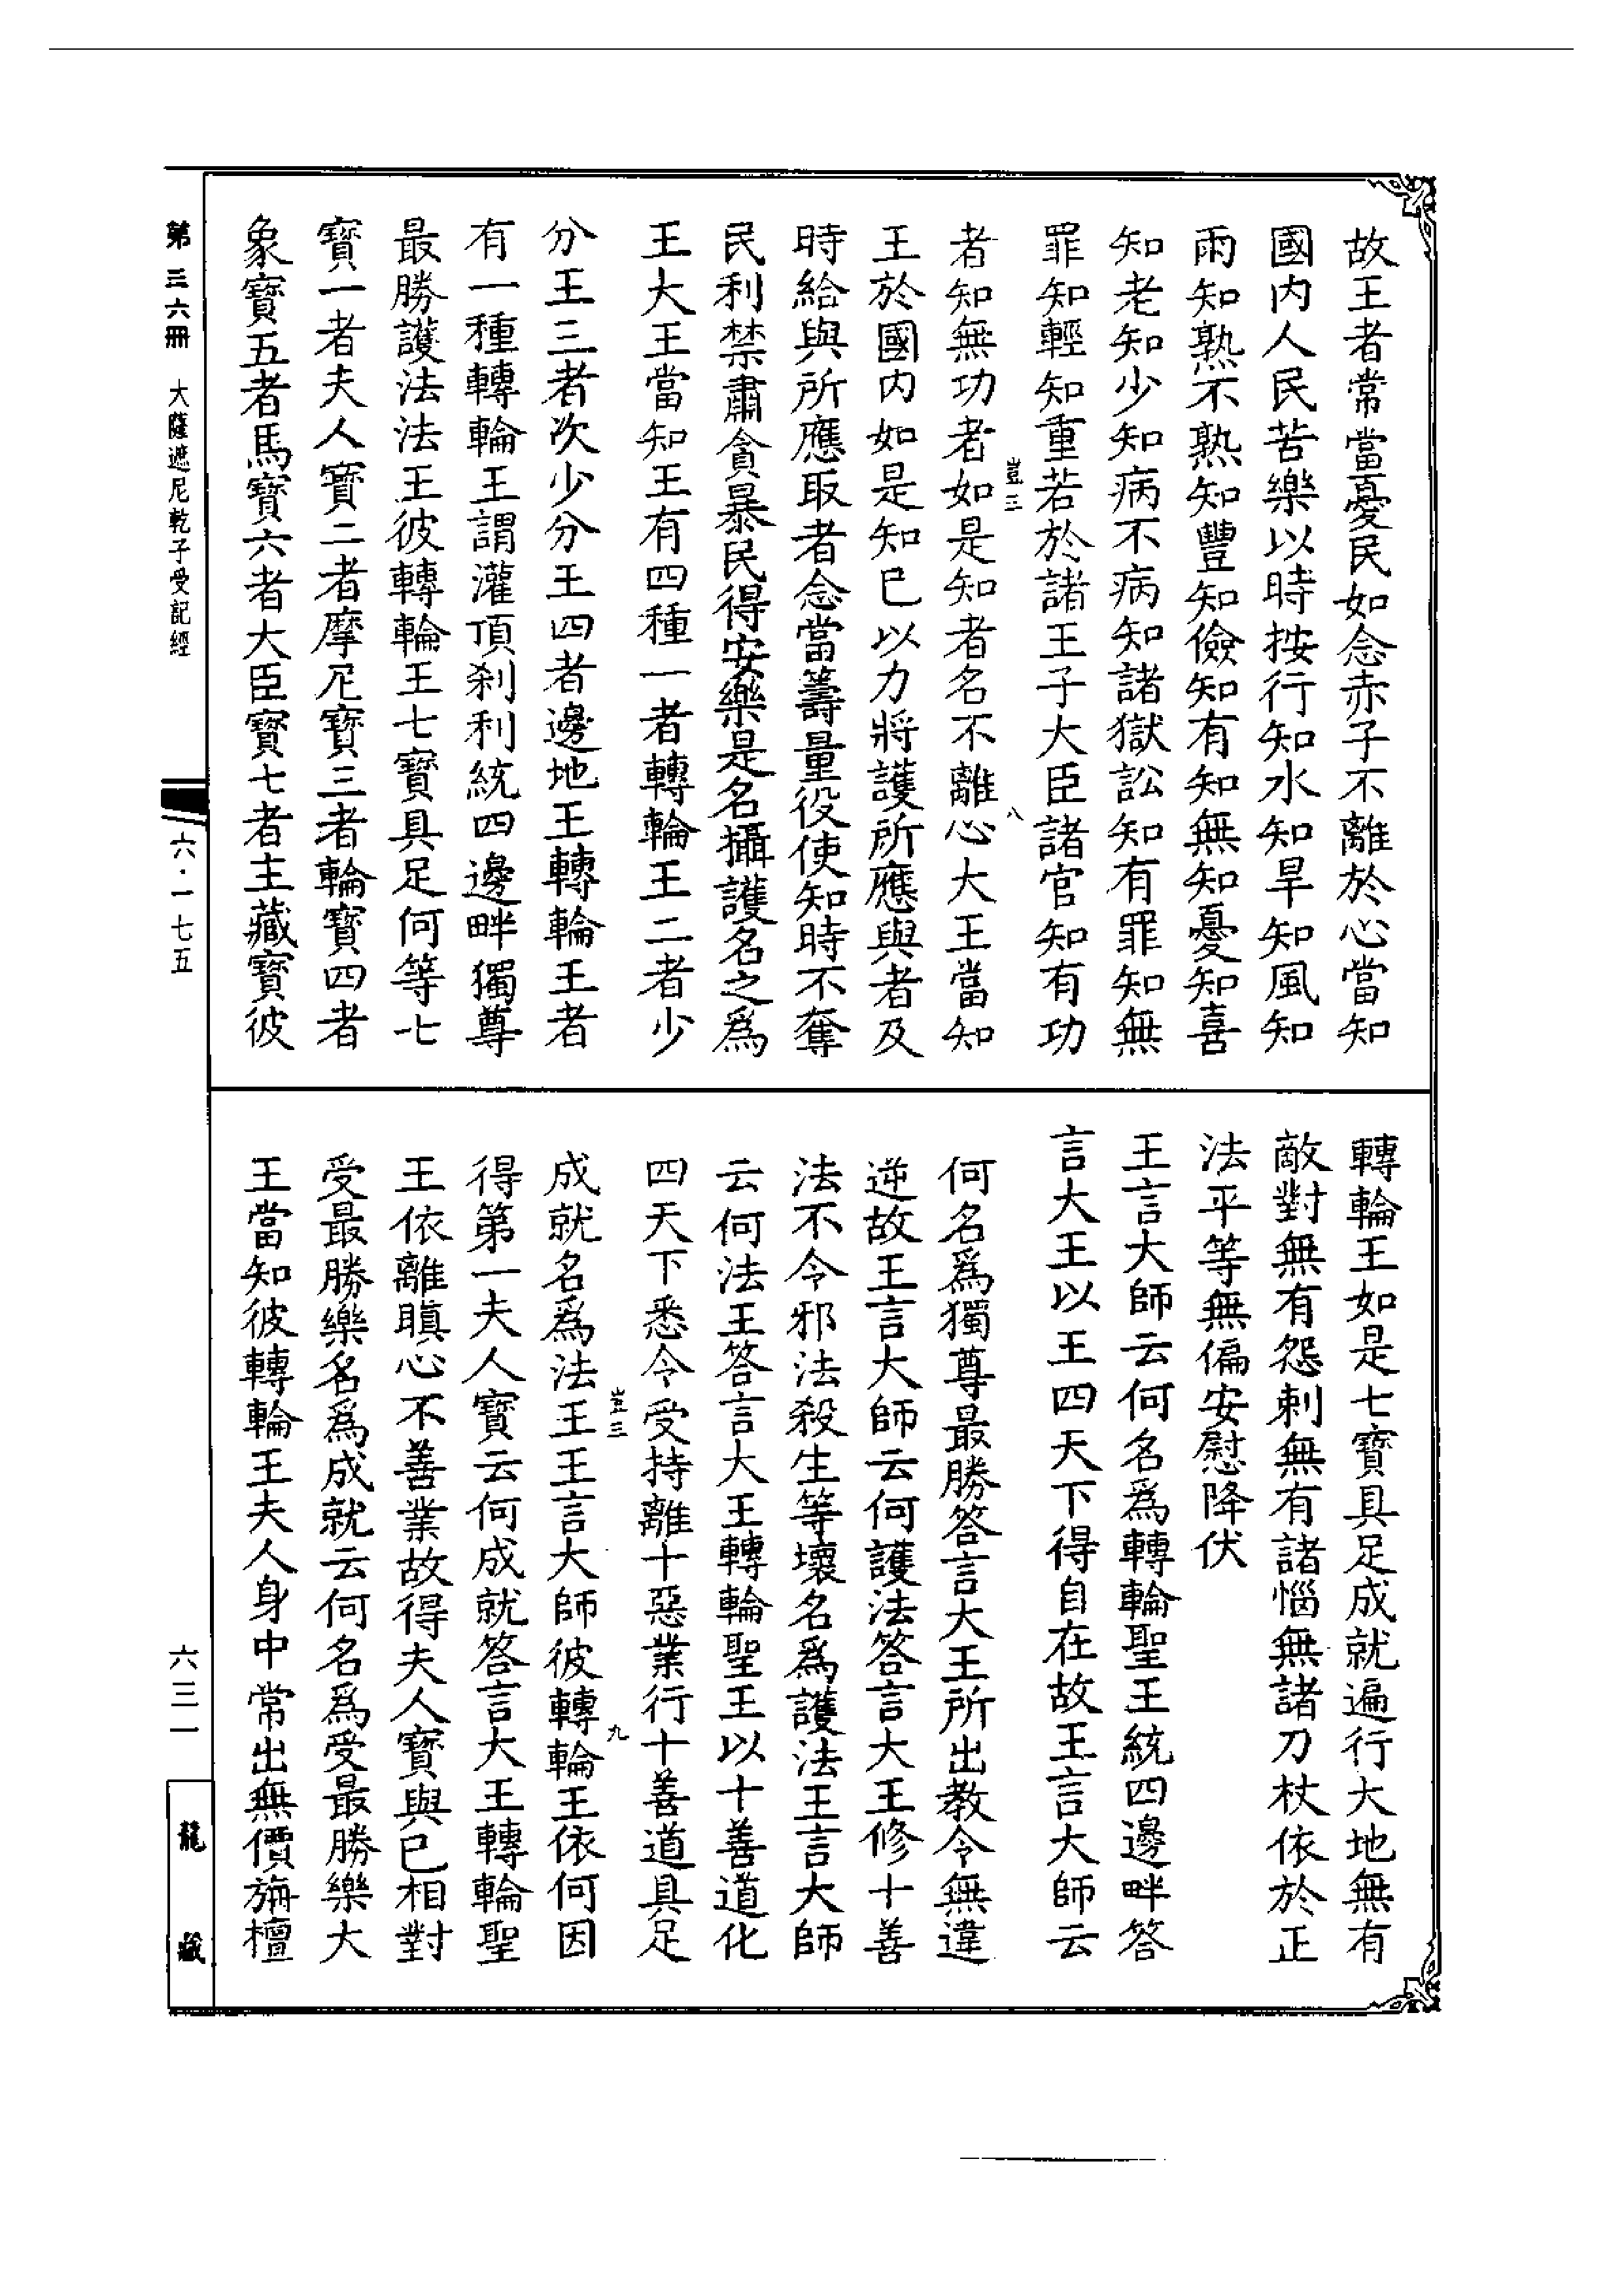 故王者常當憂民如念赤子不離於心當知
國内人民苦樂以時按行知水知旱知風知
雨知熟不熟知豐知儉知有知無知憂知喜
知老知少知病不病知諸獄訟知有罪知無
罪知輕知重若於諸王子大臣諸官知有功
豈三
八
者知無功者如是知者名不離心大王當知
王於國内如是知已以力將護所應與者及
時給與所應取者念當籌量役使知時不奪
民利禁肅貪暴民得安樂是名攝護名之爲
王大王當知王有四種一者轉輪王二者少
分王三者次少分王四者邊地王轉輪王者
有一種轉輪王謂灌頂刹利統四邊畔獨尊
最勝護法法王彼轉輪王七寶具足何等七
寶一者夫人寶二者摩尼寶三者輪寶四者
象寶五者馬寶六者大臣寶七者主藏寶彼
轉輪王如是七寶具足成就遍行大地無有
敵對無有怨刺無有諸惱無諸刀杖依於正
法平等無偏安慰降伏
王言大師云何名爲轉輪聖王統四邊畔答
言大王以王四天下得自在故王言大師云
何名爲獨尊最勝答言大王所出教令無違
逆故王言大師云何護法答言大王修十善
法不令邪法殺生等壞名爲護法王言大師
云何法王答言大王轉輪聖王以十善道化
四天下悉令受持離十惡業行十善道具足
豈三
九
成就名爲法王王言大師彼轉輪王依何因
得第一夫人寶云何成就答言大王轉輪聖
王依離瞋心不善業故得夫人寶與已相對
受最勝樂名爲成就云何名爲受最勝樂大
王當知彼轉輪王夫人身中常出無價旃檀
第三六冊 大薩遮尼乾子受記經
六·一七五
六三一
龍藏